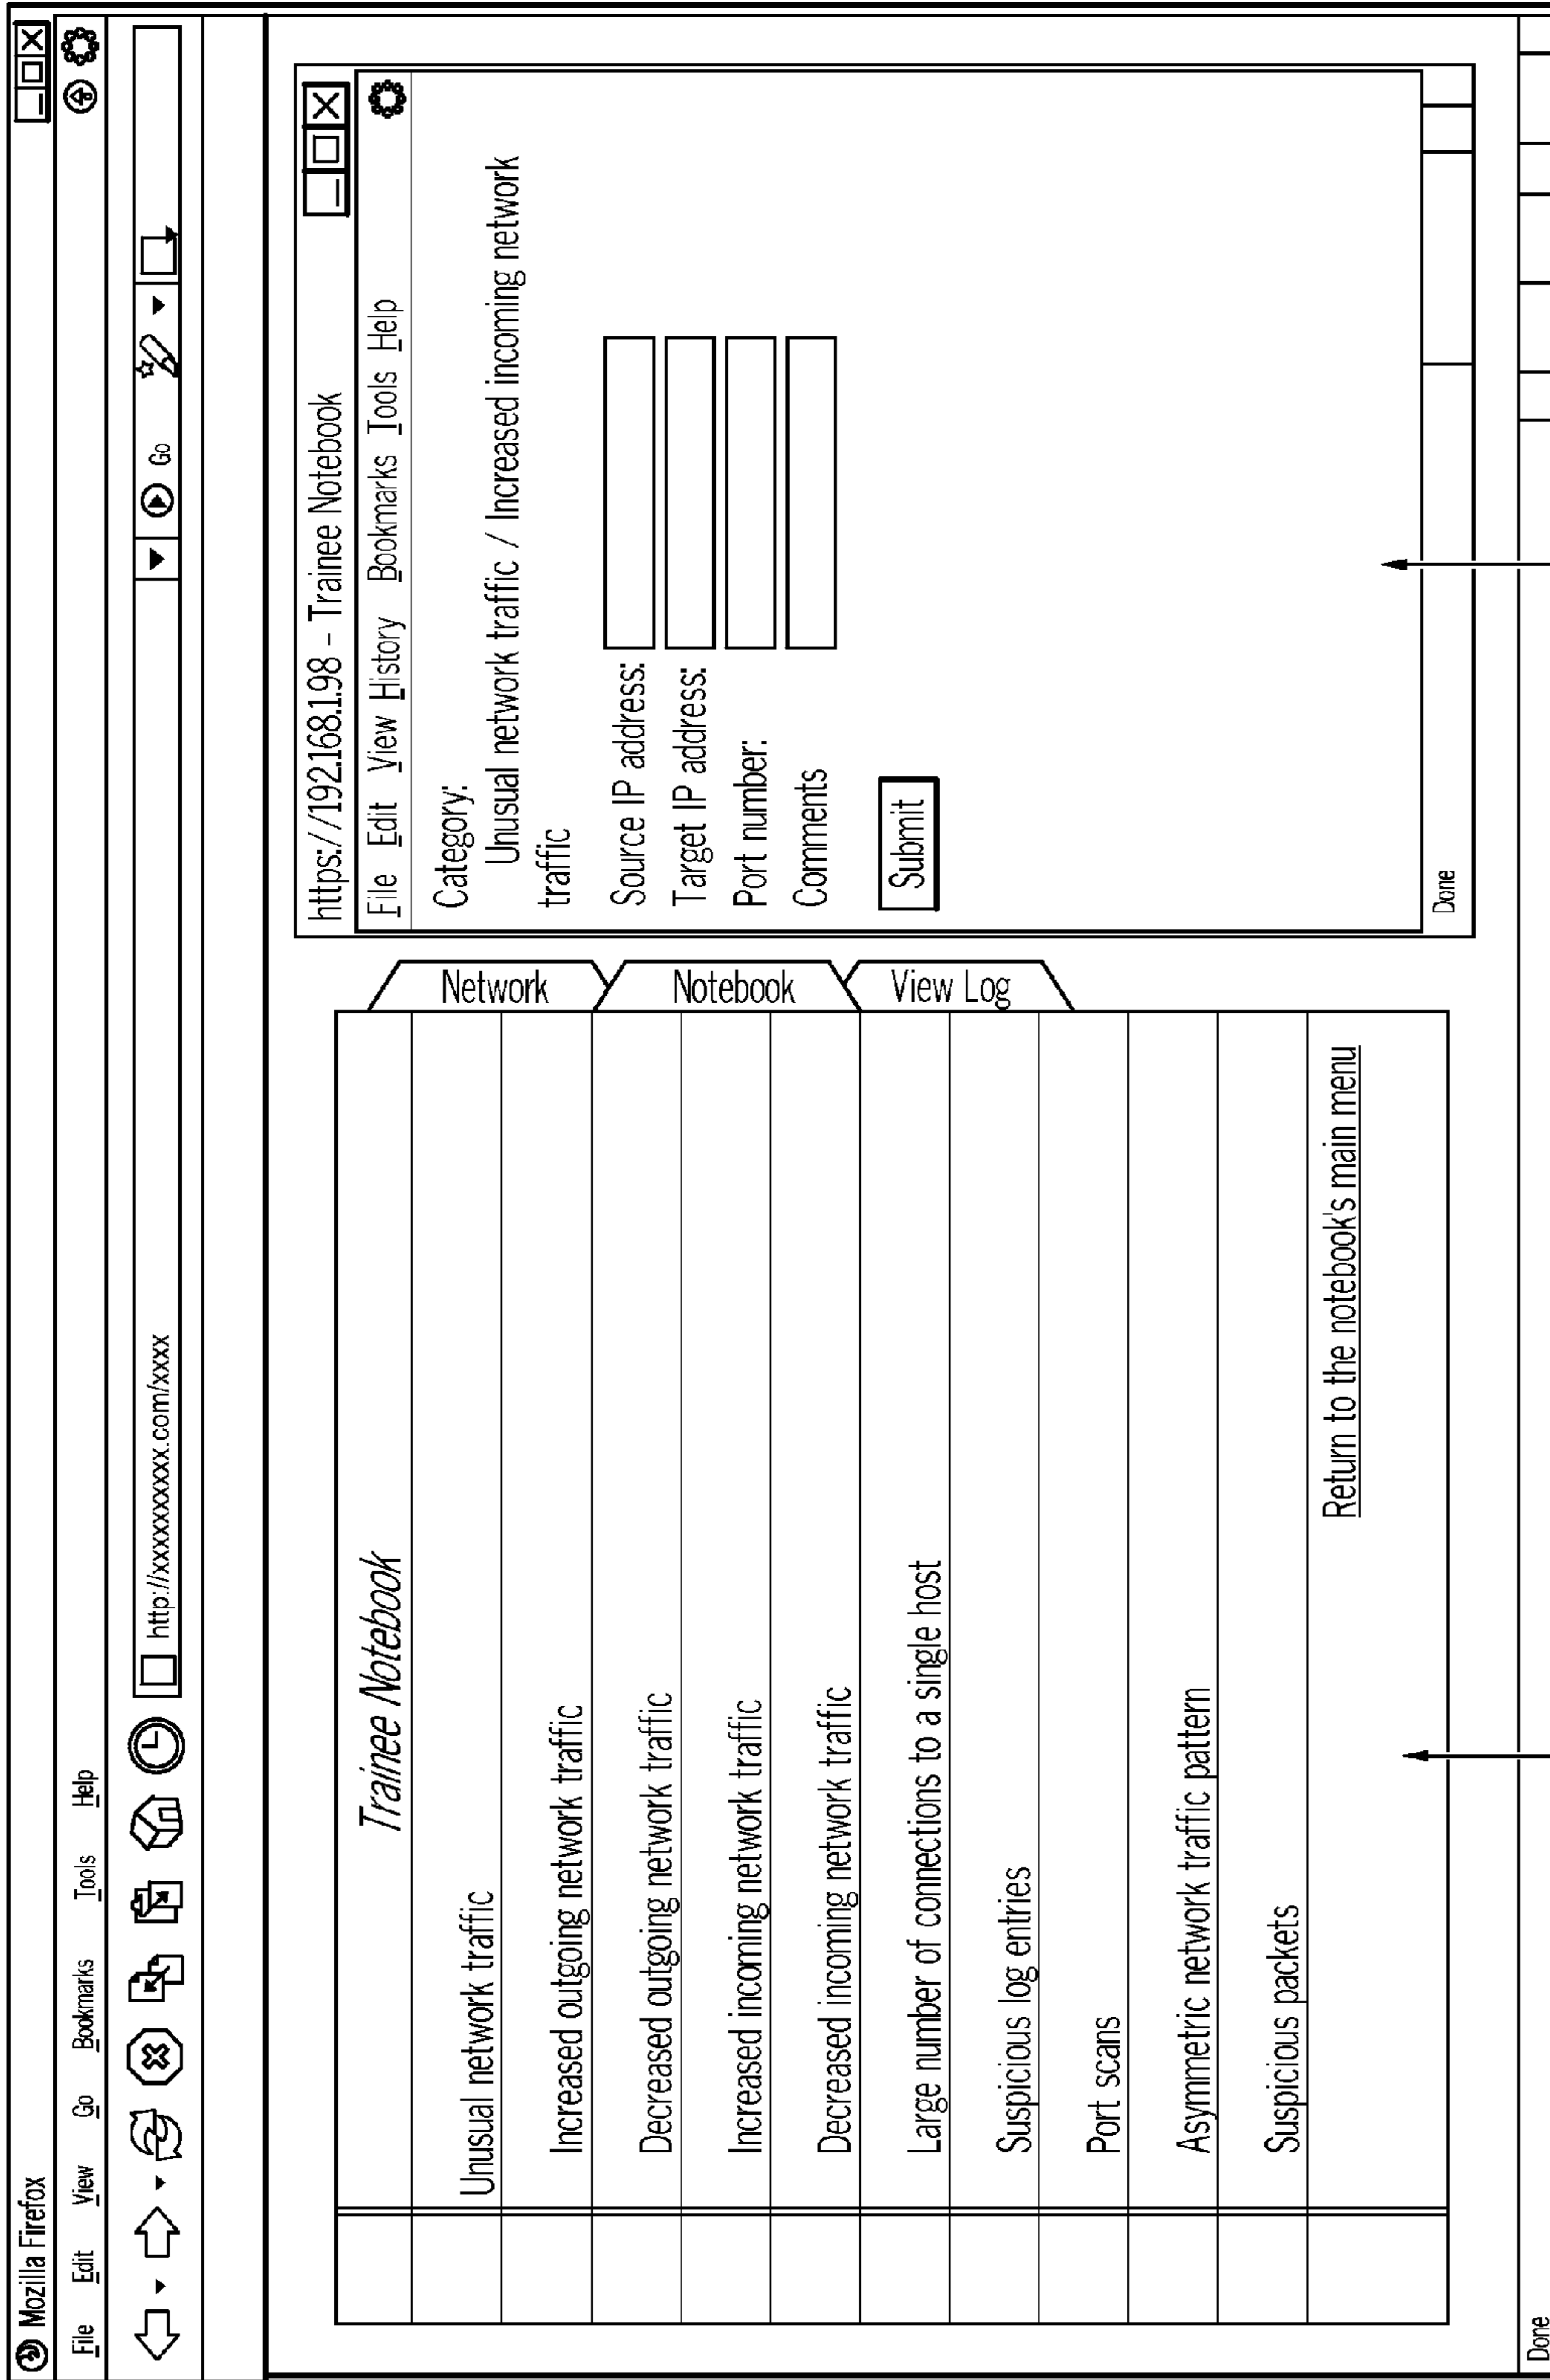 Mozilla Firefox
File Edit View Go Bookmarks Tools Help
http://xxxxxxxxx.com/xxxx
Go
Trainee Notebook
Unusual network traffic
Increased outgoing network traffic
Decreased outgoing network traffic
Increased incoming network traffic
Decreased incoming network traffic
Large number of connections to a single host
Suspicious log entries
Port scans
Asymmetric network traffic pattern
Suspicious packets
Return to the notebook's main menu
Network
Notebook
View Log
https://192.168.1.98 - Trainee Notebook
File Edit View History Bookmarks Tools Help
Category:
Unusual network traffic / Increased incoming network
traffic
Source IP address:
Target IP address:
Port number:
Comments
Submit
Done
Done